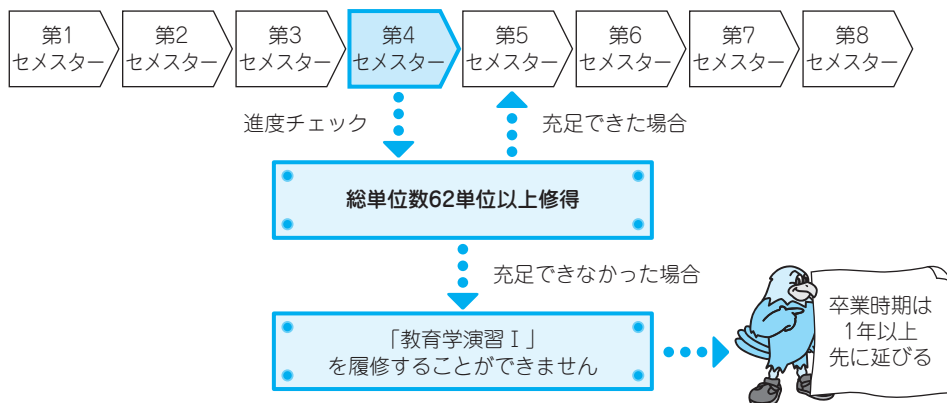 第1
セメスター
第2
セメスター
第3
セメスター
第4
セメスター
第5
セメスター
第6
セメスター
第7
セメスター
第8
セメスター
進度チェック
充足できた場合
総単位数62単位以上修得
充足できなかった場合
「教育学演習Ⅰ」
を履修することができません
卒業時期は
1年以上
先に延びる